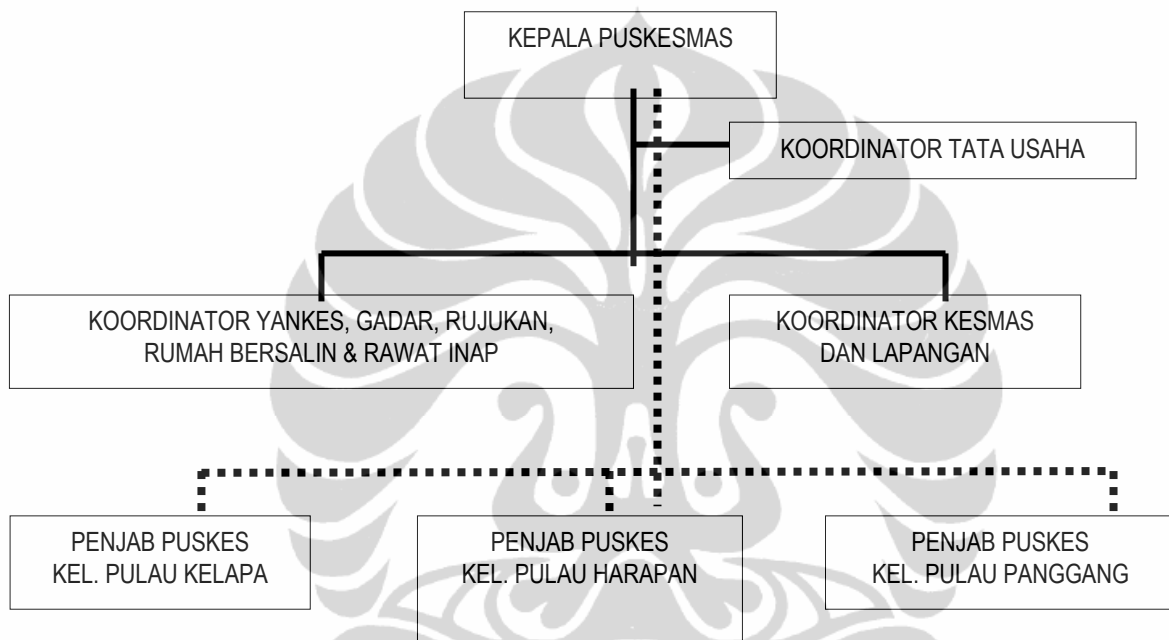 KEPALA PUSKESMAS
KOORDINATOR TATA USAHA
KOORDINATOR YANKES, GADAR, RUJUKAN,
RUMAH BERSALIN & RAWAT INAP
KOORDINATOR KESMAS
DAN LAPANGAN
PENJAB PUSKES
KEL. PULAU KELAPA
PENJAB PUSKES
KEL. PULAU HARAPAN
PENJAB PUSKES
KEL. PULAU PANGGANG